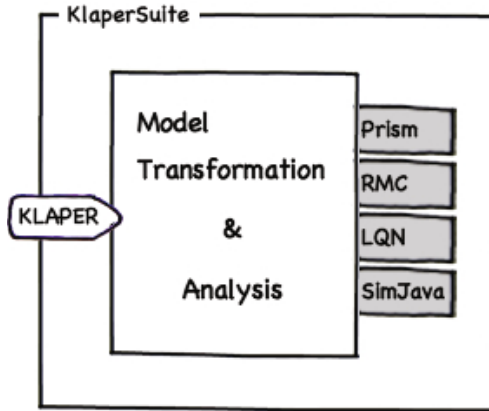 KlaperSuite
Model
Transformation
&
Analysis
KLAPER
Prism
RMC
LQN
SimJava